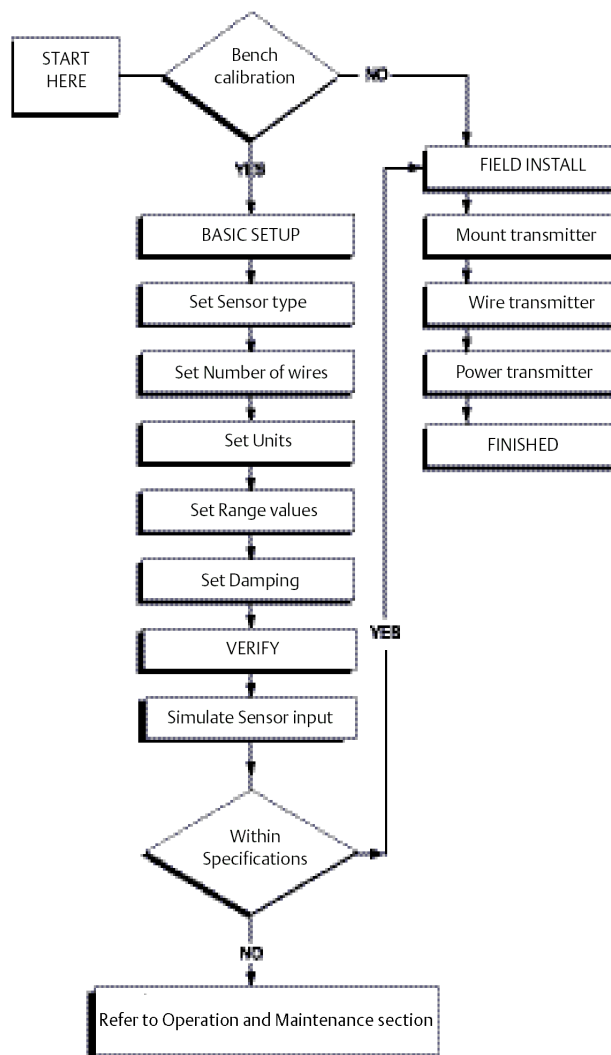 START
HERE
Bench
calibration
NO
YES
FIELD INSTALL
BASIC SETUP
Mount transmitter
Set Sensor type
Wire transmitter
Set Number of wires
Power transmitter
Set Units
FINISHED
Set Range values
Set Damping
VERIFY
YES
Simulate Sensor input
Within
Specifications
NO
Refer to Operation and Maintenance section